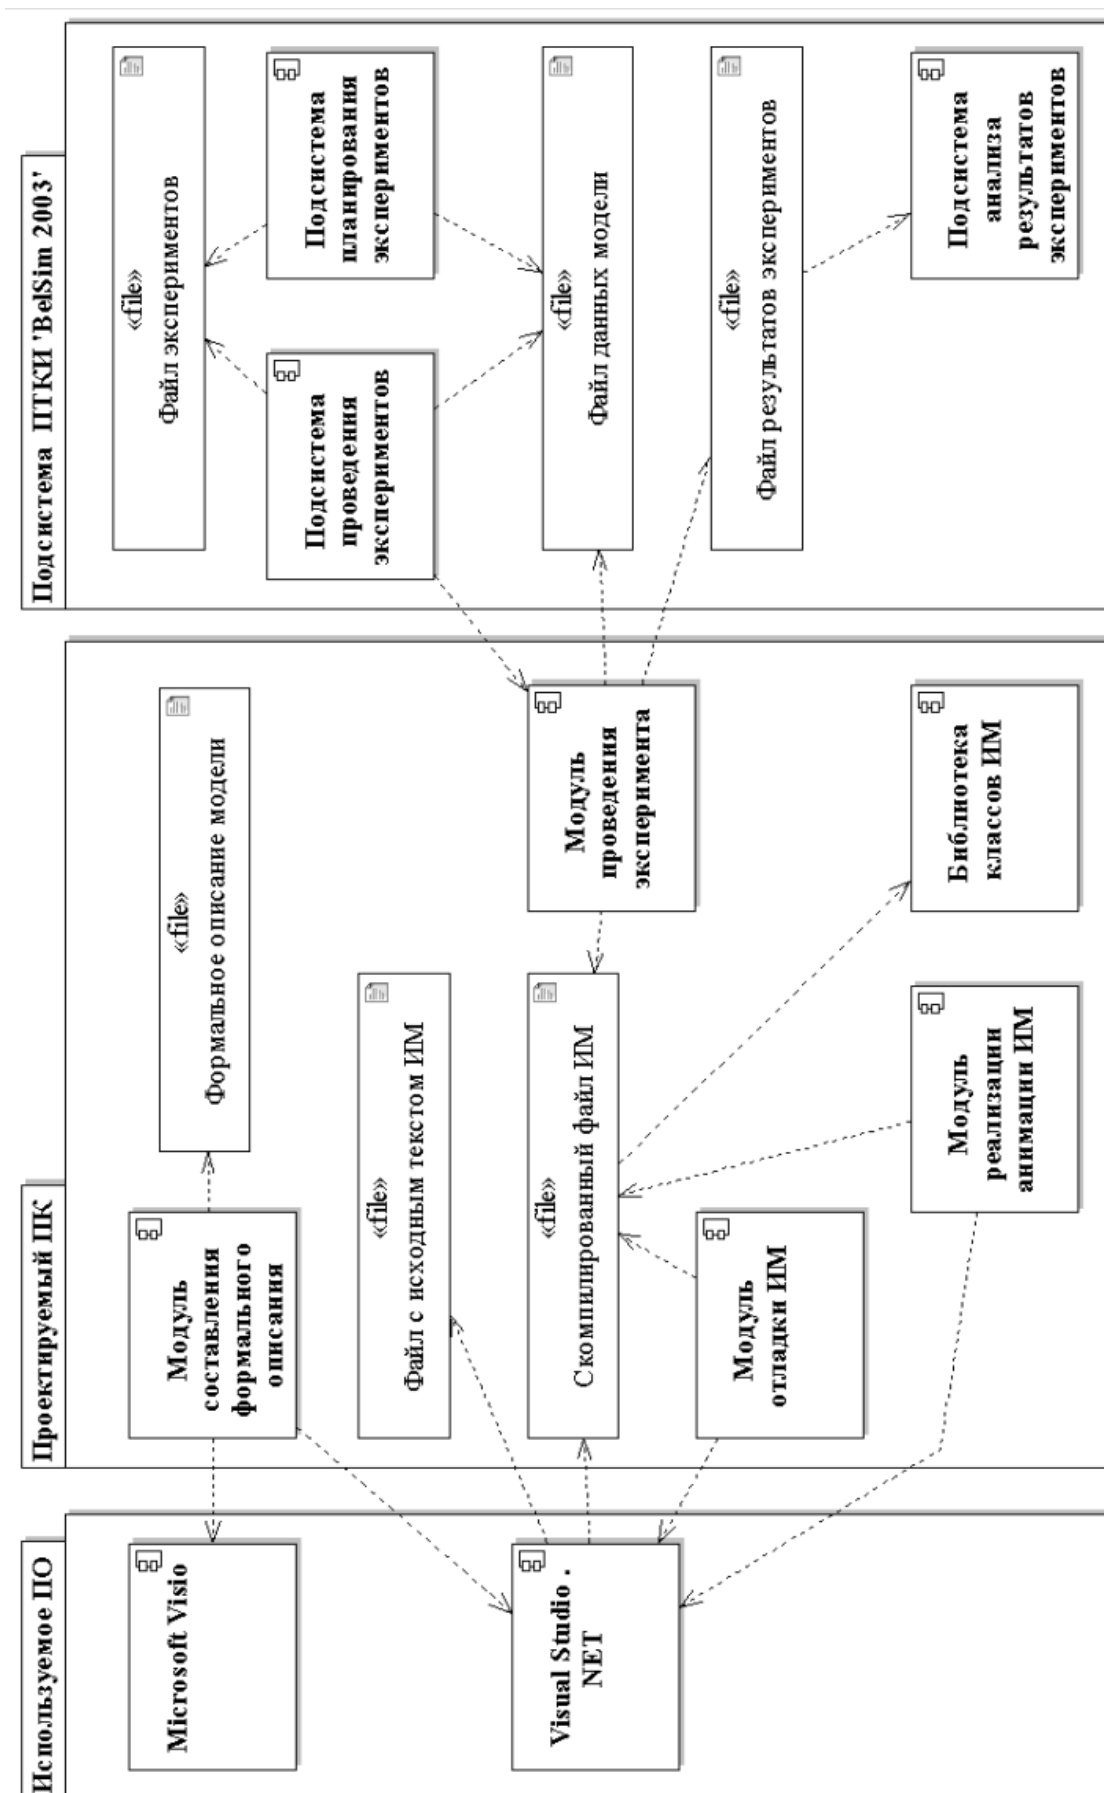 Используемое ПО
Microsoft Visio
Visual Studio .
NET
Проектируемый ПК
Модуль
составления
формального
описания
«file»
Формальное описание модели
«file»
Файл с исходным текстом ИМ
«file»
Скомпилированный файл ИМ
Модуль
отладки ИМ
Модуль
реализации
анимации ИМ
Модуль
проведения
эксперимента
Библиотека
классов ИМ
Подсистема ПТКИ 'BelSim 2003'
«file»
Файл экспериментов
Подсистема
проведения
экспериментов
Подсистема
планирования
экспериментов
«file»
Файл данных модели
«file»
Файл результатов экспериментов
Подсистема
анализа
результатов
экспериментов